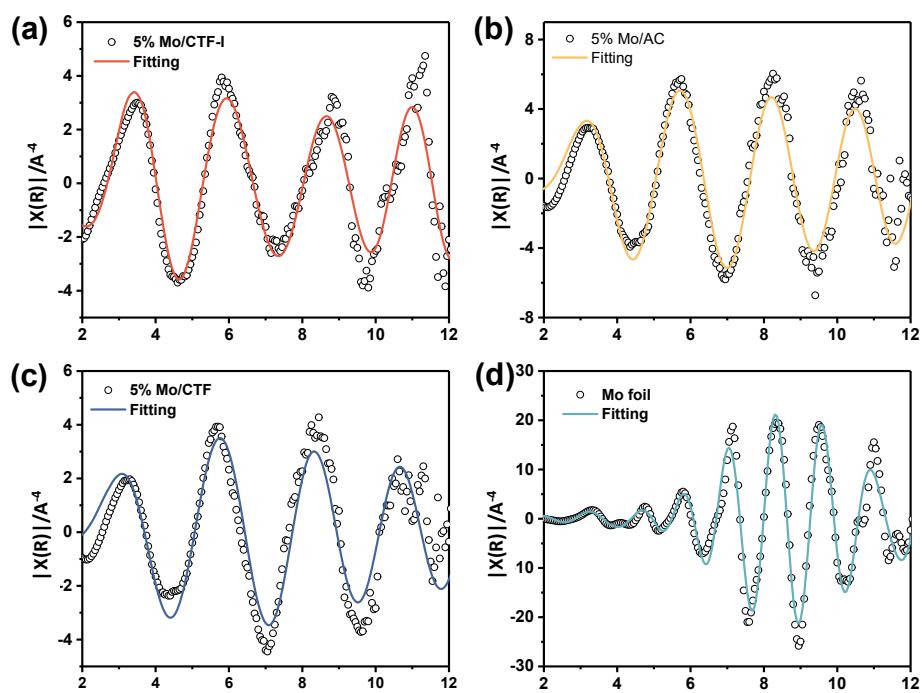 (a)
5% Mo/CTF-I
Fitting
|X(R)| /A⁻⁴
6
4
2
0
-2
-4
2 4 6 8 10 12
(b)
5% Mo/AC
Fitting
|X(R)| /A⁻⁴
8
4
0
-4
-8
2 4 6 8 10 12
(c)
5% Mo/CTF
Fitting
|X(R)| /A⁻⁴
6
4
2
0
-2
-4
2 4 6 8 10 12
(d)
Mo foil
Fitting
|X(R)| /A⁻⁴
30
20
10
0
-10
-20
-30
2 4 6 8 10 12